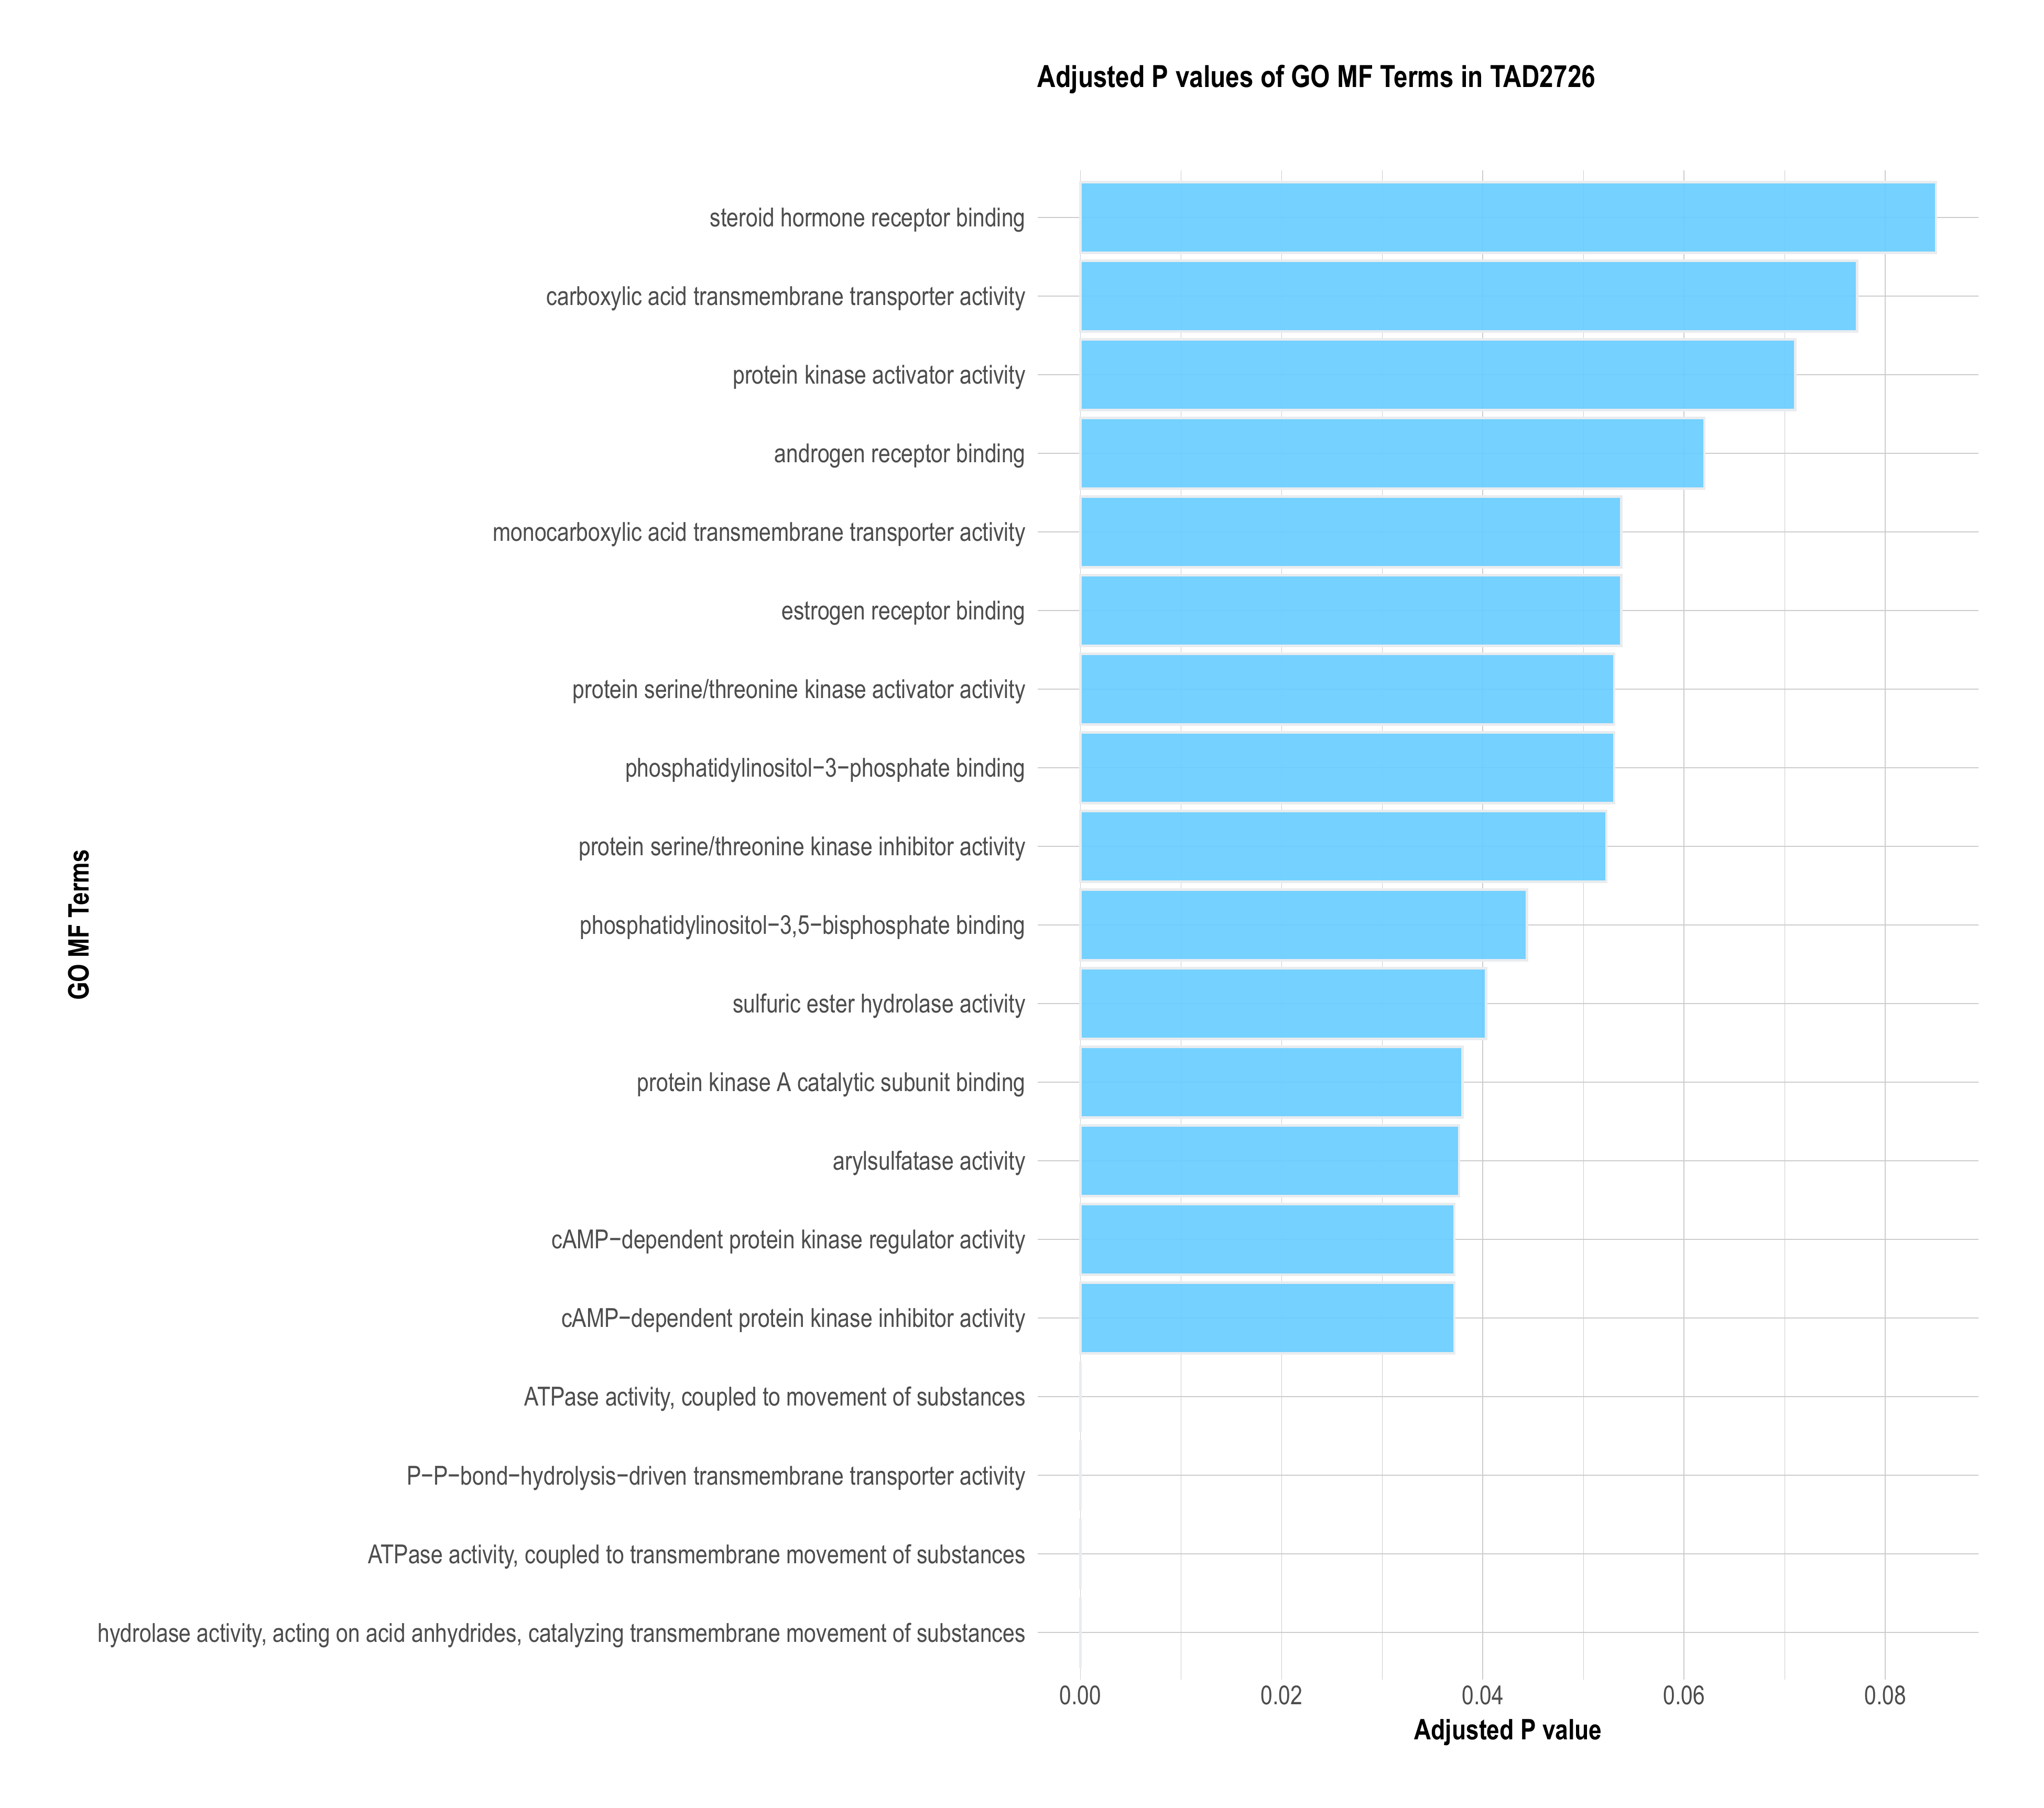 Adjusted P values of GO MF Terms in TAD2726
steroid hormone receptor binding
carboxylic acid transmembrane transporter activity
protein kinase activator activity
androgen receptor binding
monocarboxylic acid transmembrane transporter activity
estrogen receptor binding
protein serine/threonine kinase activator activity
phosphatidylinositol−3−phosphate binding
protein serine/threonine kinase inhibitor activity
phosphatidylinositol−3,5−bisphosphate binding
sulfuric ester hydrolase activity
protein kinase A catalytic subunit binding
arylsulfatase activity
cAMP−dependent protein kinase regulator activity
cAMP−dependent protein kinase inhibitor activity
ATPase activity, coupled to movement of substances
P−P−bond−hydrolysis−driven transmembrane transporter activity
ATPase activity, coupled to transmembrane movement of substances
hydrolase activity, acting on acid anhydrides, catalyzing transmembrane movement of substances
GO MF Terms
0.00 0.02 0.04 0.06 0.08
Adjusted P value